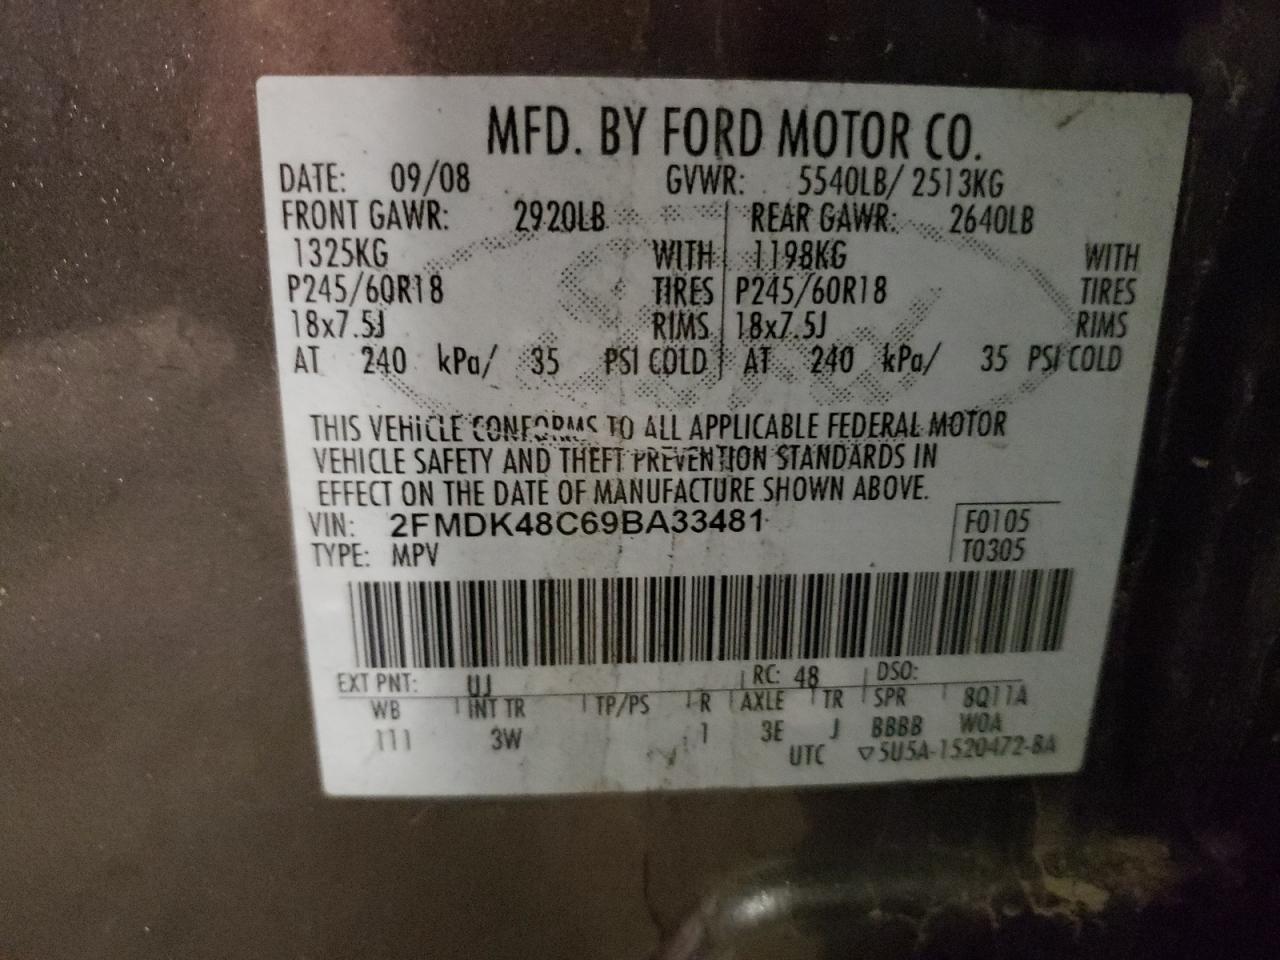 MFD. BY FORD MOTOR CO.
DATE: 09/08 GVWR: 5540LB/ 2513KG
FRONT GAWR: 2920LB REAR GAWR: 2640LB
1325KG WITH 1198KG WITH
P245/60R18 TIRES P245/60R18 TIRES
18x7.5J RIMS 18x7.5J RIMS
AT 240 kPa/ 35 PSI COLD AT 240 kPa/ 35 PSI COLD
THIS VEHICLE CONFORMS TO ALL APPLICABLE FEDERAL MOTOR
VEHICLE SAFETY AND THEFT PREVENTION STANDARDS IN
EFFECT ON THE DATE OF MANUFACTURE SHOWN ABOVE.
VIN: 2FMDK48C69BA33481 F0105
TYPE: MPV T0305
EXT PNT: UJ RC: 48 DSO:
WB INT TR TP/PS R AXLE TR SPR 8Q11A
111 3W 1 3E J BBBB W0A
UTC ▽5U5A-1520472-BA